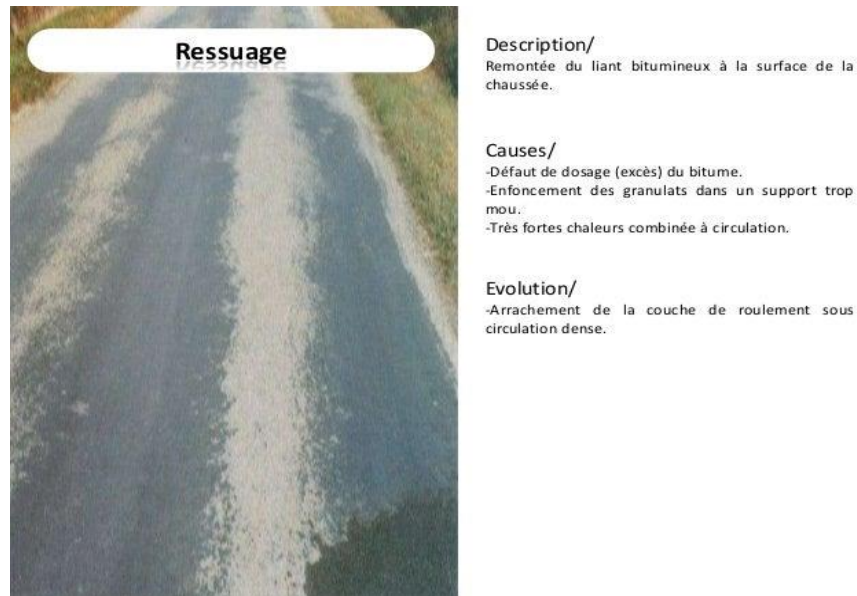 Ressuage
Description/
Remontée du liant bitumineux à la surface de la
chaussée.
Causes/
-Défaut de dosage (excès) du bitume.
-Enfoncement des granulats dans un support trop
mou.
-Très fortes chaleurs combinée à circulation.
Evolution/
-Arrachement de la couche de roulement sous
circulation dense.